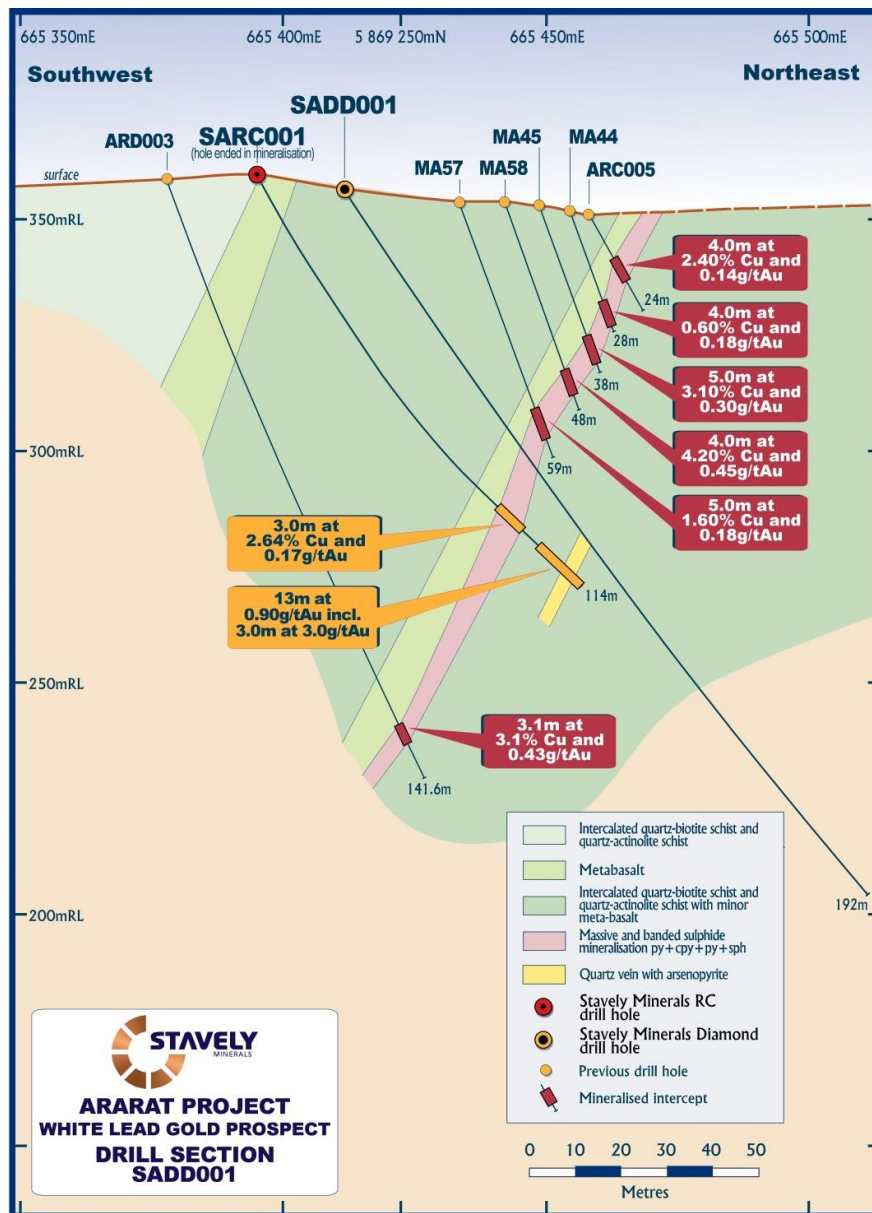 665 350mE
665 400mE
5 869 250mN
665 450mE
665 500mE
Southwest
Northeast
SADD001
SARC001
(hole ended in mineralisation)
ARD003
MA45
MA44
MA57
MA58
ARC005
surface
350mRL
4.0m at
2.40% Cu and
0.14g/tAu
24m
4.0m at
0.60% Cu and
0.18g/tAu
28m
5.0m at
3.10% Cu and
0.30g/tAu
38m
4.0m at
4.20% Cu and
0.45g/tAu
48m
5.0m at
1.60% Cu and
0.18g/tAu
59m
300mRL
3.0m at
2.64% Cu and
0.17g/tAu
13m at
0.90g/tAu incl.
3.0m at 3.0g/tAu
114m
250mRL
3.1m at
3.1% Cu and
0.43g/tAu
141.6m
192m
200mRL
Intercalated quartz-biotite schist and
quartz-actinolite schist
Metabasalt
Intercalated quartz-biotite schist and
quartz-actinolite schist with minor
meta-basalt
Massive and banded sulphide
mineralisation py+cpy+py+sph
Quartz vein with arsenopyrite
Stavely Minerals RC
drill hole
Stavely Minerals Diamond
drill hole
Previous drill hole
Mineralised intercept
0 10 20 30 40 50
Metres
STAVELY
MINERALS
ARARAT PROJECT
WHITE LEAD GOLD PROSPECT
DRILL SECTION
SADD001